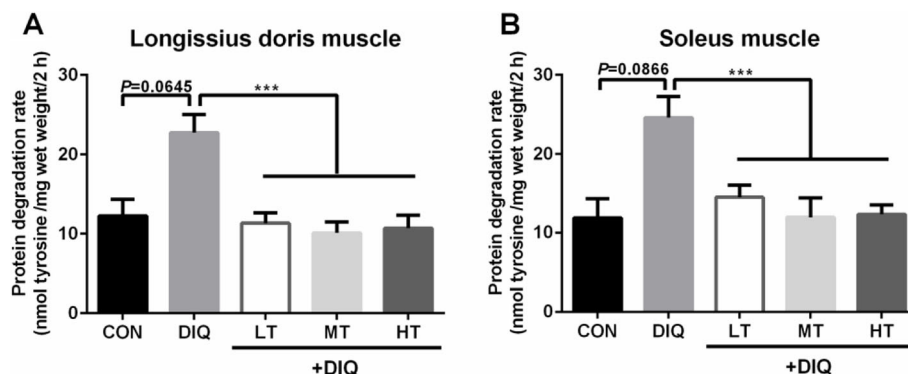 A
Longissius doris muscle
Protein degradation rate
(nmol tyrosine /mg wet weight/2 h)
30
20
10
0
P=0.0645
***
CON DIQ LT MT HT
+DIQ
B
Soleus muscle
Protein degradation rate
(nmol tyrosine /mg wet weight/2 h)
30
20
10
0
P=0.0866
***
CON DIQ LT MT HT
+DIQ